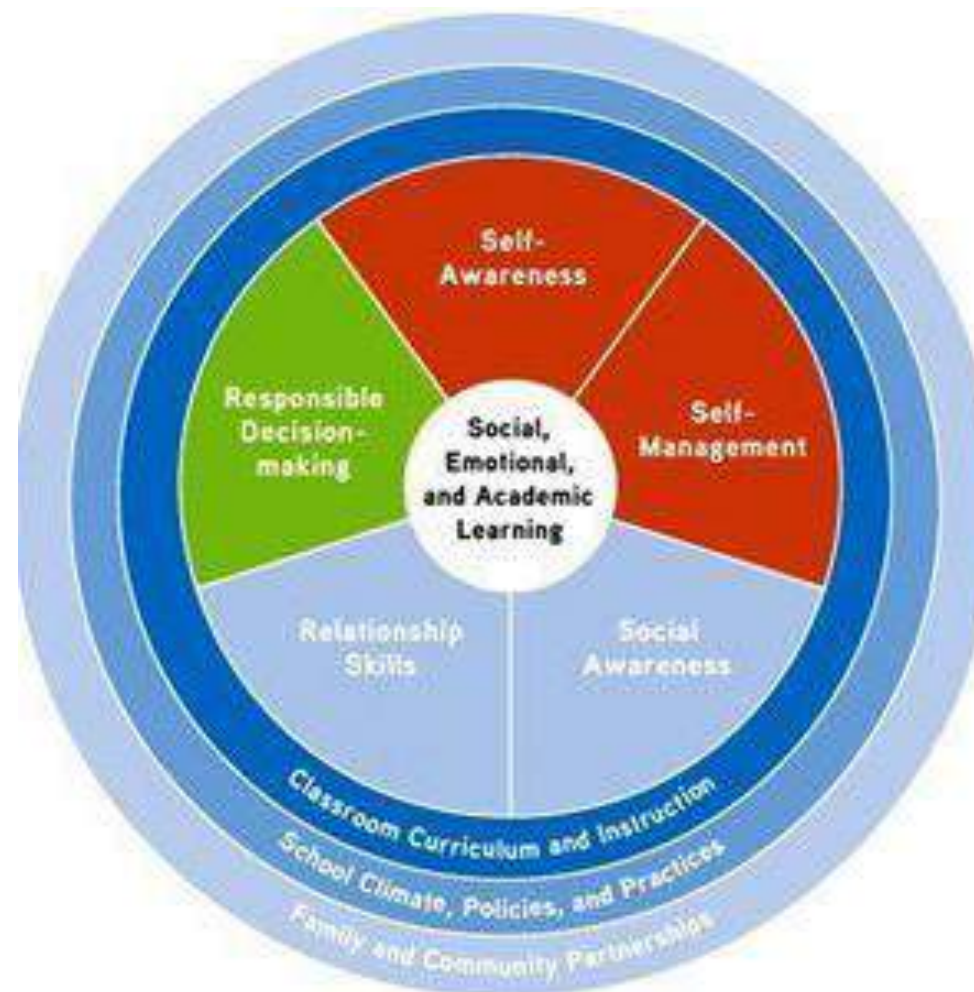 Self-
Awareness
Self-
Management
Responsible
Decision-
making
Social,
Emotional,
and Academic
Learning
Relationship
Skills
Social
Awareness
Classroom Curriculum and Instruction
School Climate, Policies, and Practices
Family and Community Partnerships